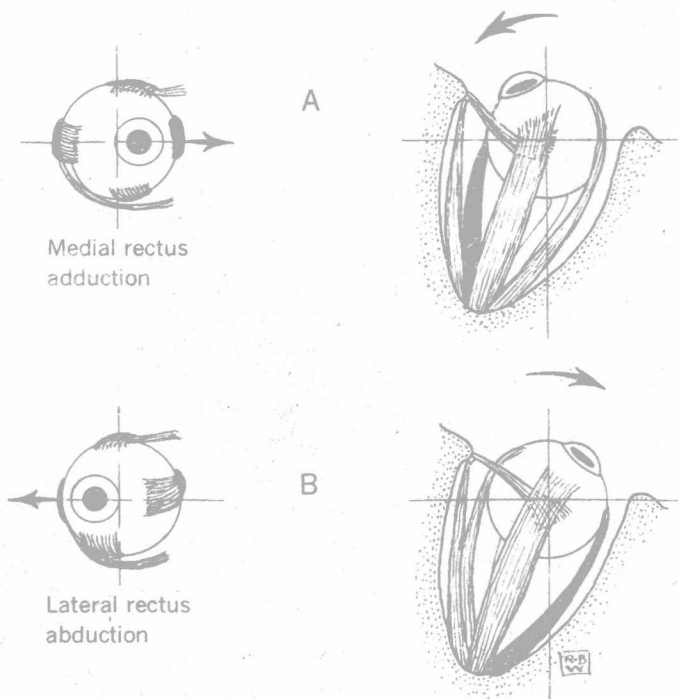 A
Medial rectus
adduction
B
Lateral rectus
abduction
R-B
W